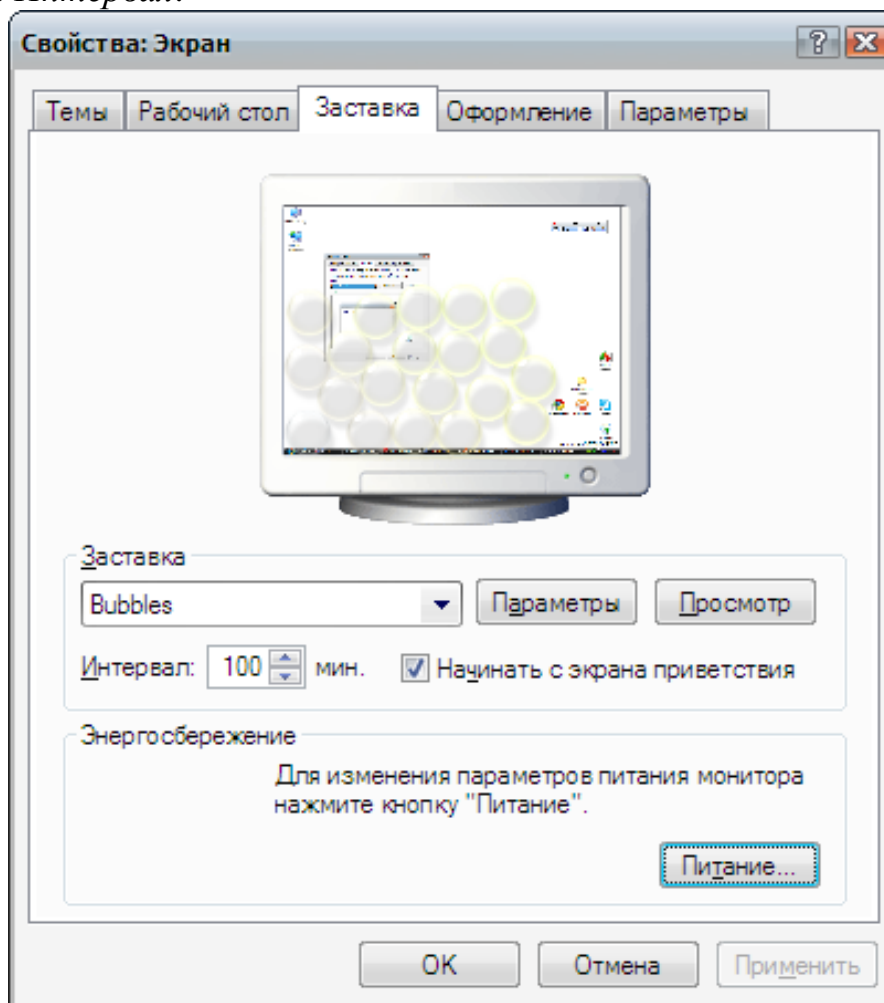 Интервал.
Свойства: Экран
Темы Рабочий стол Заставка Оформление Параметры
Заставка
Bubbles Параметры Просмотр
Интервал: 100 мин. Начинать с экрана приветствия
Энергосбережение
Для изменения параметров питания монитора
нажмите кнопку "Питание".
Питание...
OK Отмена Применить